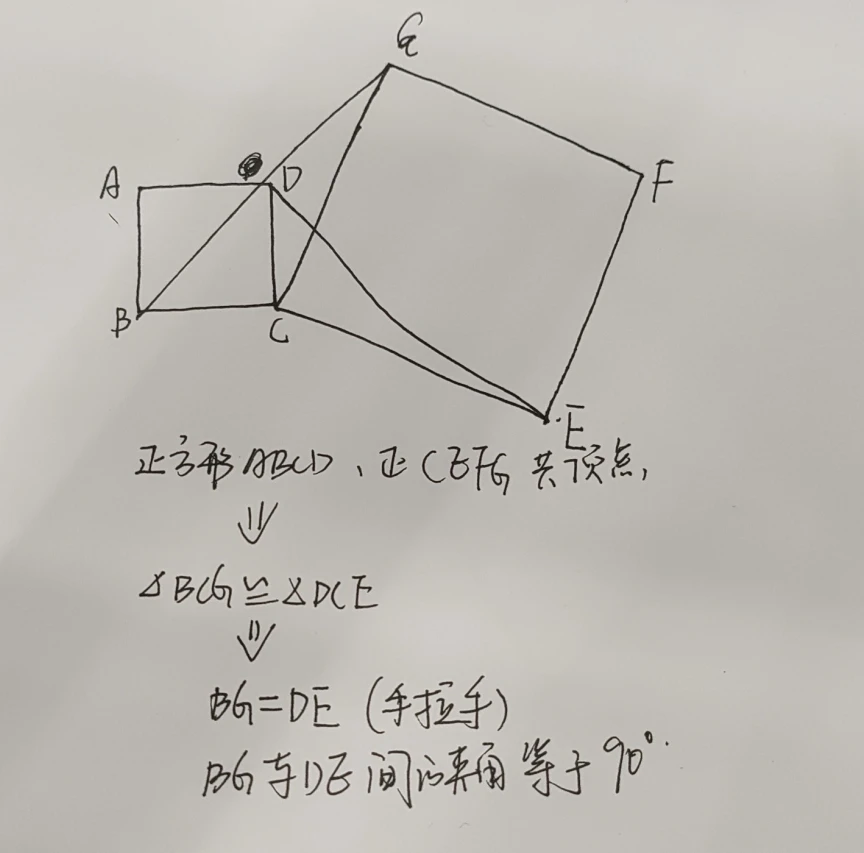 G
A
D
F
B
C
E
正方形ABCD、正CEFG共顶点,
⇓
△BCG≌△DCE
⇓
BG=DE(手拉手)
BG与DE间的夹角等于90°.